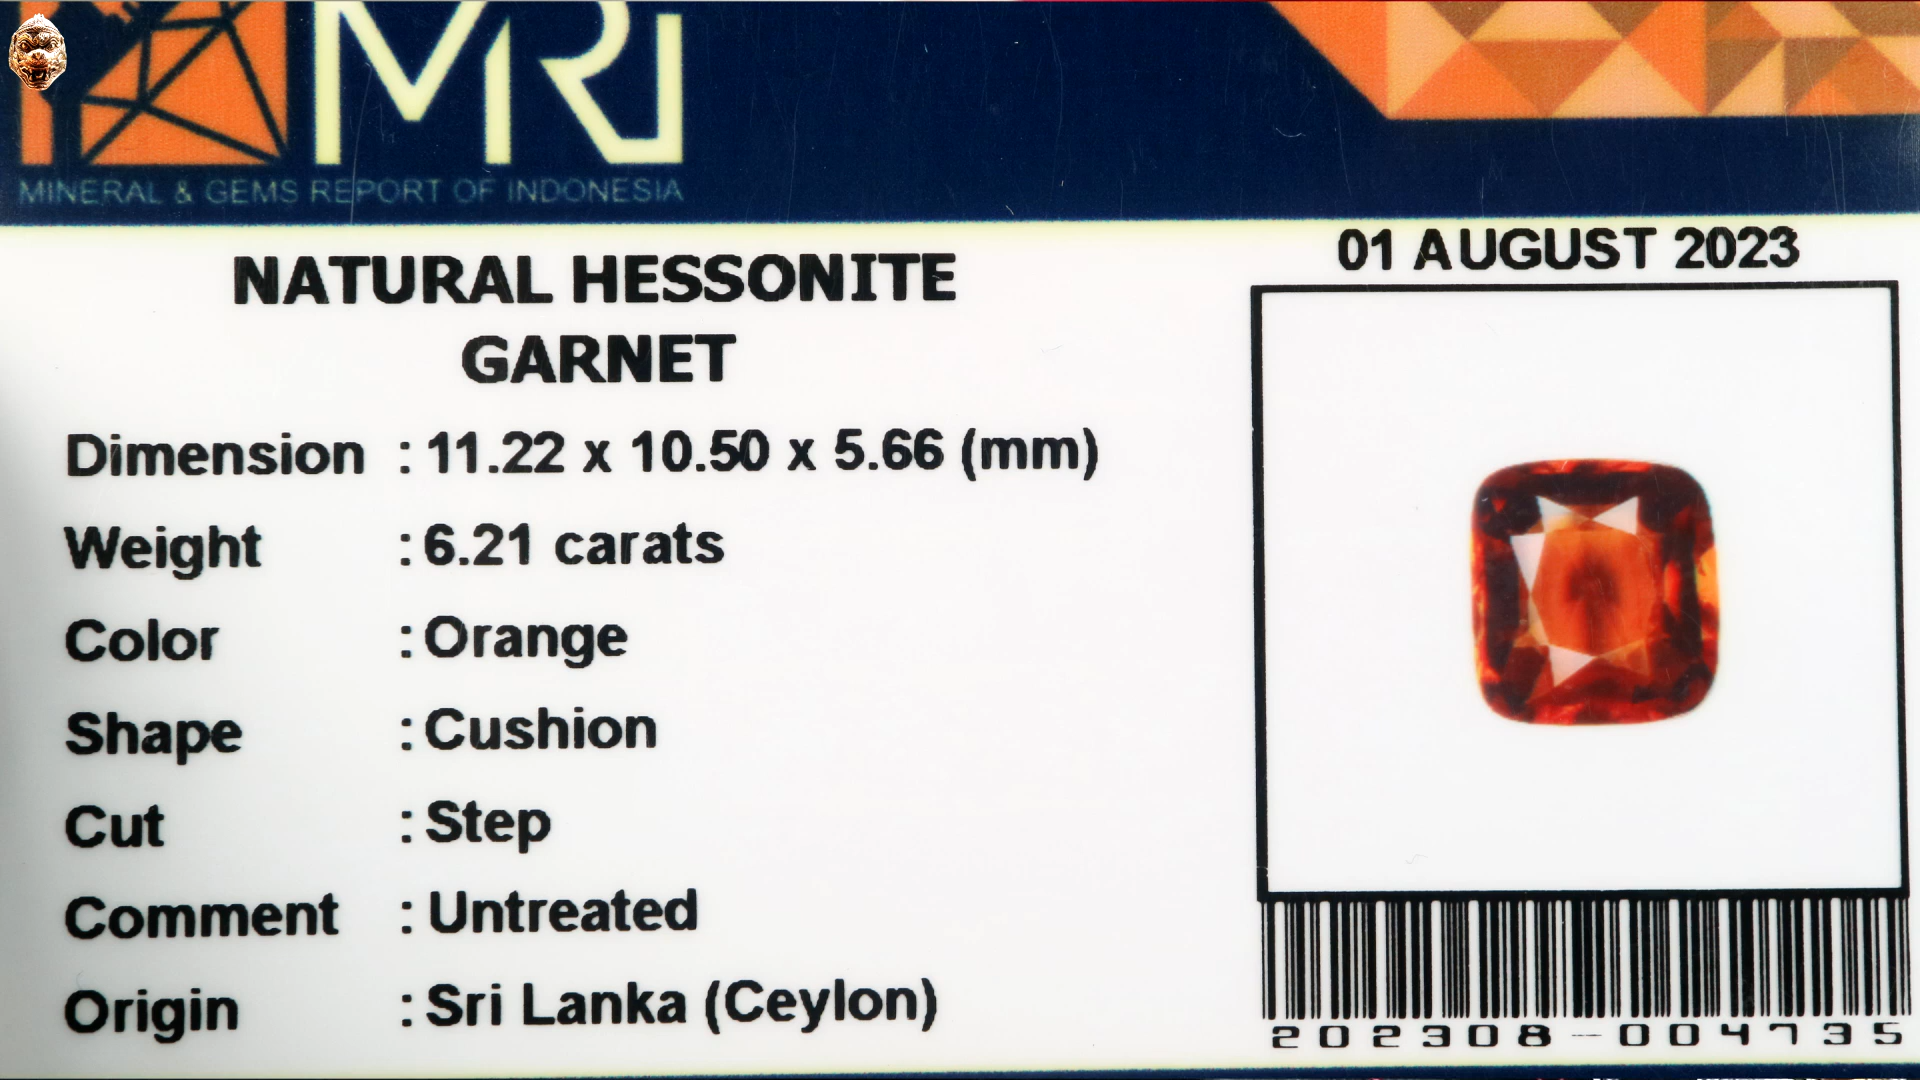 MRI
MINERAL & GEMS REPORT OF INDONESIA
01 AUGUST 2023
NATURAL HESSONITE
GARNET
Dimension : 11.22 x 10.50 x 5.66 (mm)
Weight : 6.21 carats
Color : Orange
Shape : Cushion
Cut : Step
Comment : Untreated
Origin : Sri Lanka (Ceylon)
202308-004735